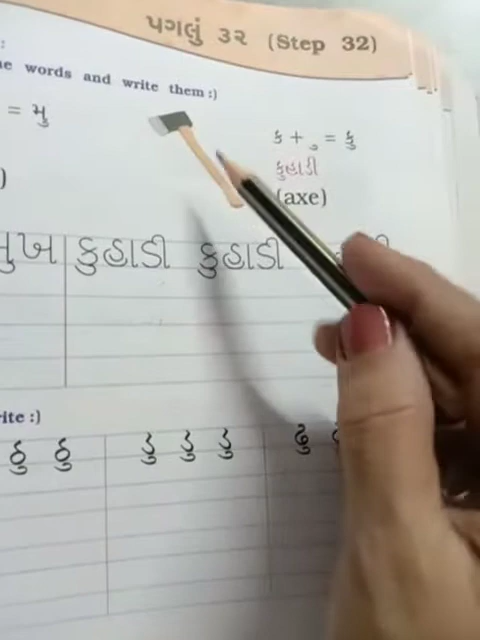 પગલું ૩૨ (Step 32)
words and write them:)
= મુ
ક + ુ = કુ
કુહાડી
(axe)
મુખ કુહાડી કુહાડી
ite:)
ઠુ ઠુ ડુ ડુ ડુ ઢુ